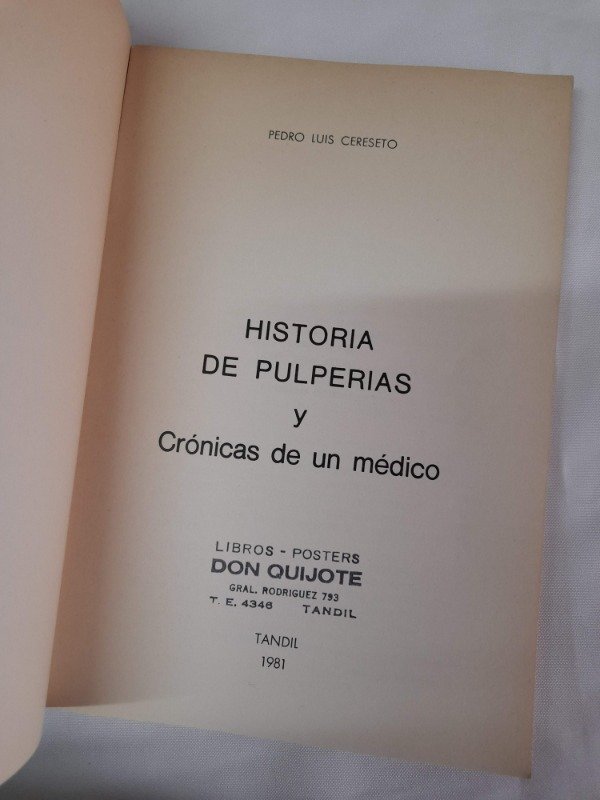 PEDRO LUIS CERESETO
HISTORIA
DE PULPERIAS
y
Crónicas de un médico
LIBROS - POSTERS
DON QUIJOTE
GRAL. RODRIGUEZ 793
T. E. 4346 TANDIL
TANDIL
1981